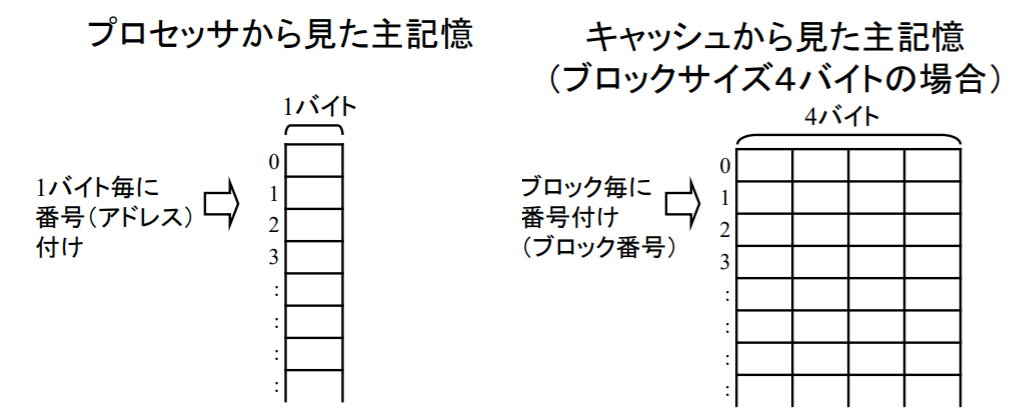 プロセッサから見た主記憶
1バイト
1バイト毎に
番号(アドレス)
付け
0
1
2
3
:
:
:
:
キャッシュから見た主記憶
(ブロックサイズ4バイトの場合)
4バイト
ブロック毎に
番号付け
(ブロック番号)
0
1
2
3
:
:
:
: